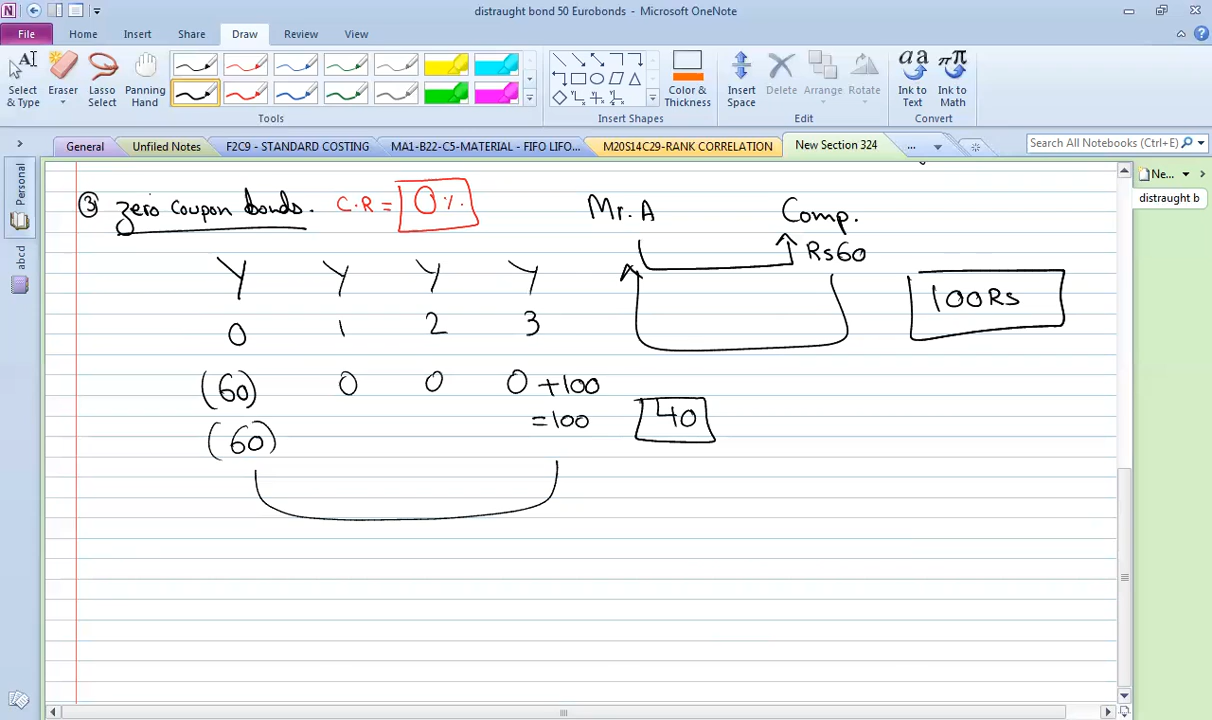 distraught bond 50 Eurobonds - Microsoft OneNote
File Home Insert Share Draw Review View
Select & Type Eraser Lasso Select Panning Hand Color & Thickness Insert Space Delete Arrange Rotate Ink to Text Ink to Math
Tools Insert Shapes Edit Convert
General Unfiled Notes F2C9 - STANDARD COSTING MA1-B22-C5-MATERIAL - FIFO LIFO... M20S14C29-RANK CORRELATION New Section 324 ... Search All Notebooks (Ctrl+E)
Personal
abcd
Ne...
distraught b
③ zero coupon bonds. C.R = 0%. Mr. A Comp.
Rs60
Y Y Y Y
100Rs
0 1 2 3
(60) 0 0 0 +100
=100 40
(60)